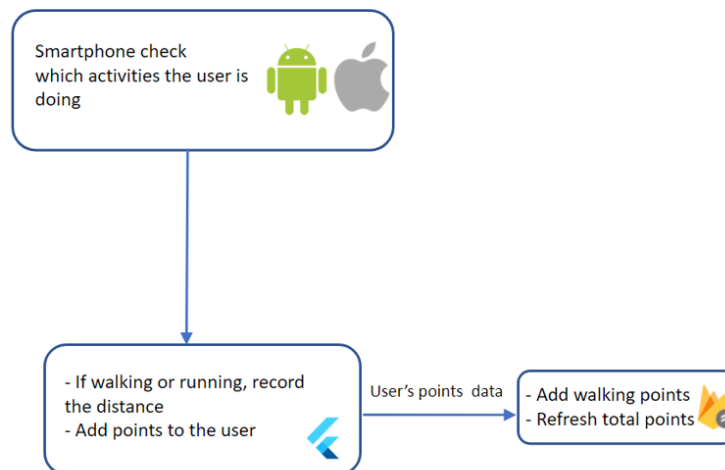 Smartphone check
which activities the user is
doing
- If walking or running, record
the distance
- Add points to the user
User's points data
- Add walking points
- Refresh total points